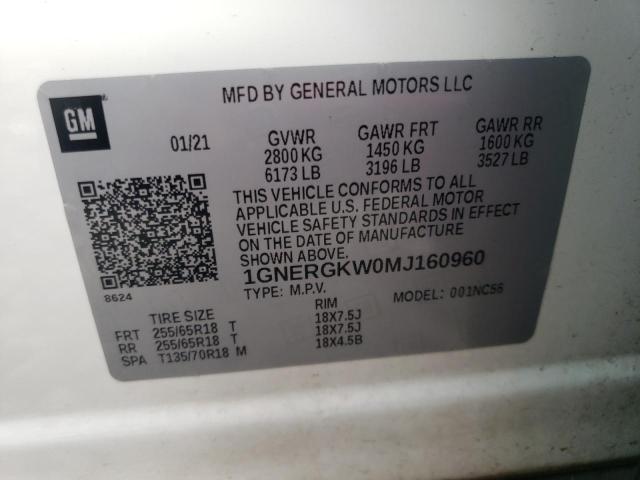 MFD BY GENERAL MOTORS LLC
GM
01/21 GVWR GAWR FRT GAWR RR
2800 KG 1450 KG 1600 KG
6173 LB 3196 LB 3527 LB
THIS VEHICLE CONFORMS TO ALL
APPLICABLE U.S. FEDERAL MOTOR
VEHICLE SAFETY STANDARDS IN EFFECT
ON THE DATE OF MANUFACTURE
SHOWN ABOVE.
1GNERGKW0MJ160960
8624
TYPE: M.P.V. MODEL: 001NC56
TIRE SIZE RIM
FRT 255/65R18 T 18X7.5J
RR 255/65R18 T 18X7.5J
SPA T135/70R18 M 18X4.5B